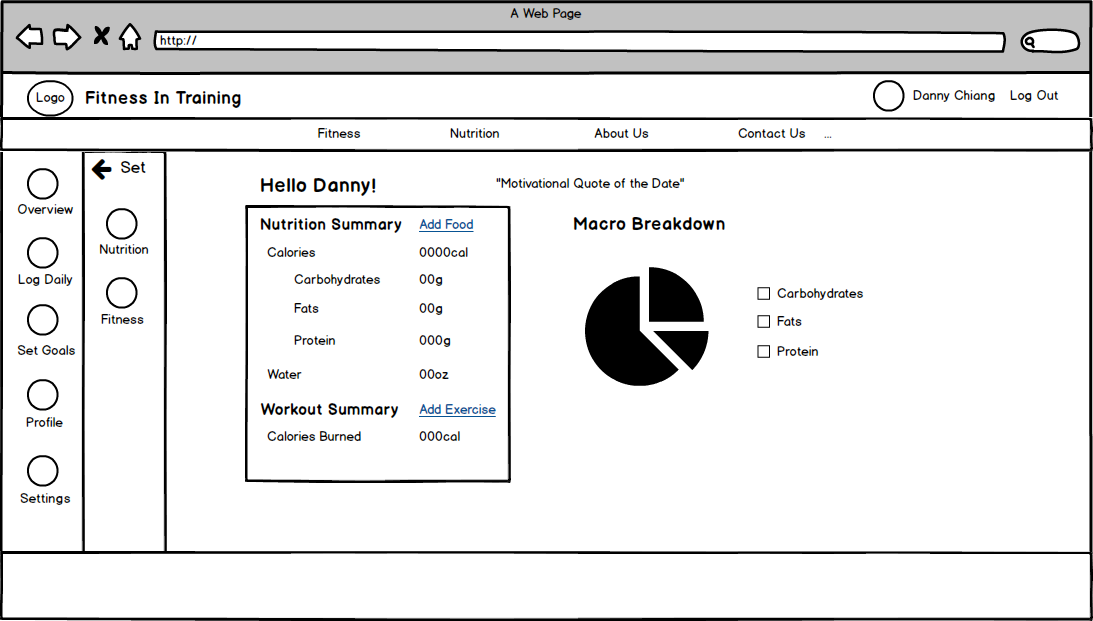 A Web Page
http://
Logo Fitness In Training Danny Chiang Log Out
Fitness Nutrition About Us Contact Us ...
Overview
Log Daily
Set Goals
Profile
Settings
Set
Nutrition
Fitness
Hello Danny! "Motivational Quote of the Date"
Nutrition Summary Add Food
Calories 0000cal
Carbohydrates 00g
Fats 00g
Protein 000g
Water 00oz
Workout Summary Add Exercise
Calories Burned 000cal
Macro Breakdown
Carbohydrates
Fats
Protein